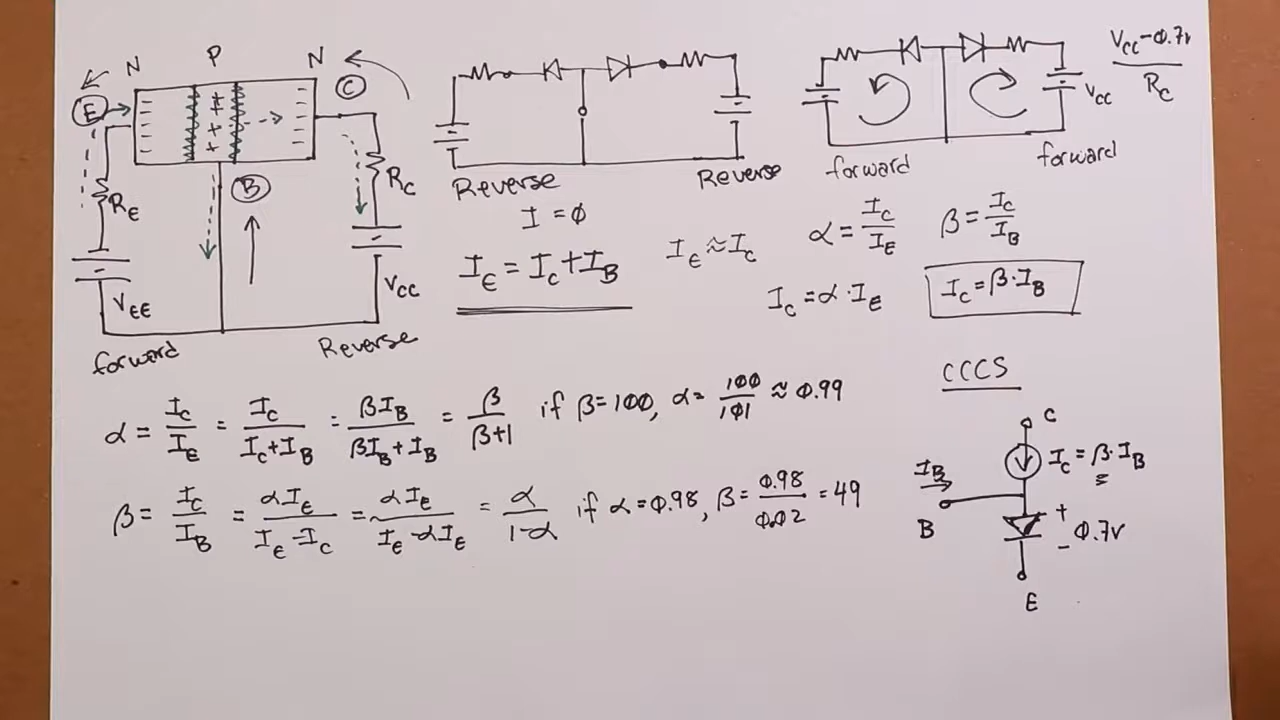 N P N
E
C
B
R_E
R_C
V_EE
V_CC
forward
Reverse
Reverse
Reverse
I = φ
I_E = I_C + I_B
forward
forward
V_CC
V_CC - φ.7v / R_C
I_E ≈ I_C
α = I_C / I_E
β = I_C / I_B
I_C = α · I_E
I_C = β · I_B
α = I_C / I_E = I_C / I_C + I_B = βI_B / βI_B + I_B = β / β+1 if β = 1φφ, α = 1φφ / 1φ1 ≈ φ.99
β = I_C / I_B = αI_E / I_E - I_C = αI_E / I_E - αI_E = α / 1-α if α = φ.98, β = φ.98 / φ.φ2 = 49
CCCS
C
I_C = β · I_B
I_B
B
+
φ.7v
-
E